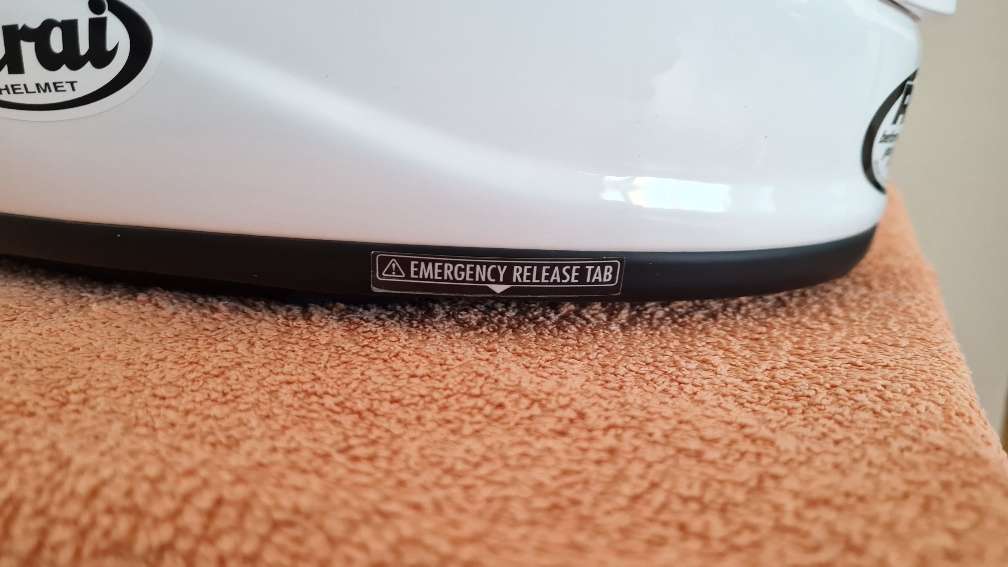 rai
HELMET
EMERGENCY RELEASE TAB